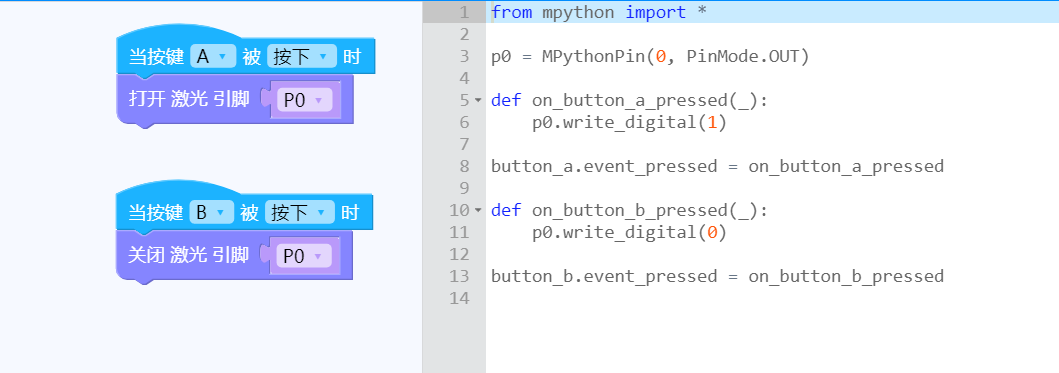 当按键 A 被 按下 时
打开 激光 引脚 P0
当按键 B 被 按下 时
关闭 激光 引脚 P0
1 from mpython import *
2
3 p0 = MPythonPin(0, PinMode.OUT)
4
5 def on_button_a_pressed(_):
6     p0.write_digital(1)
7
8 button_a.event_pressed = on_button_a_pressed
9
10 def on_button_b_pressed(_):
11     p0.write_digital(0)
12
13 button_b.event_pressed = on_button_b_pressed
14